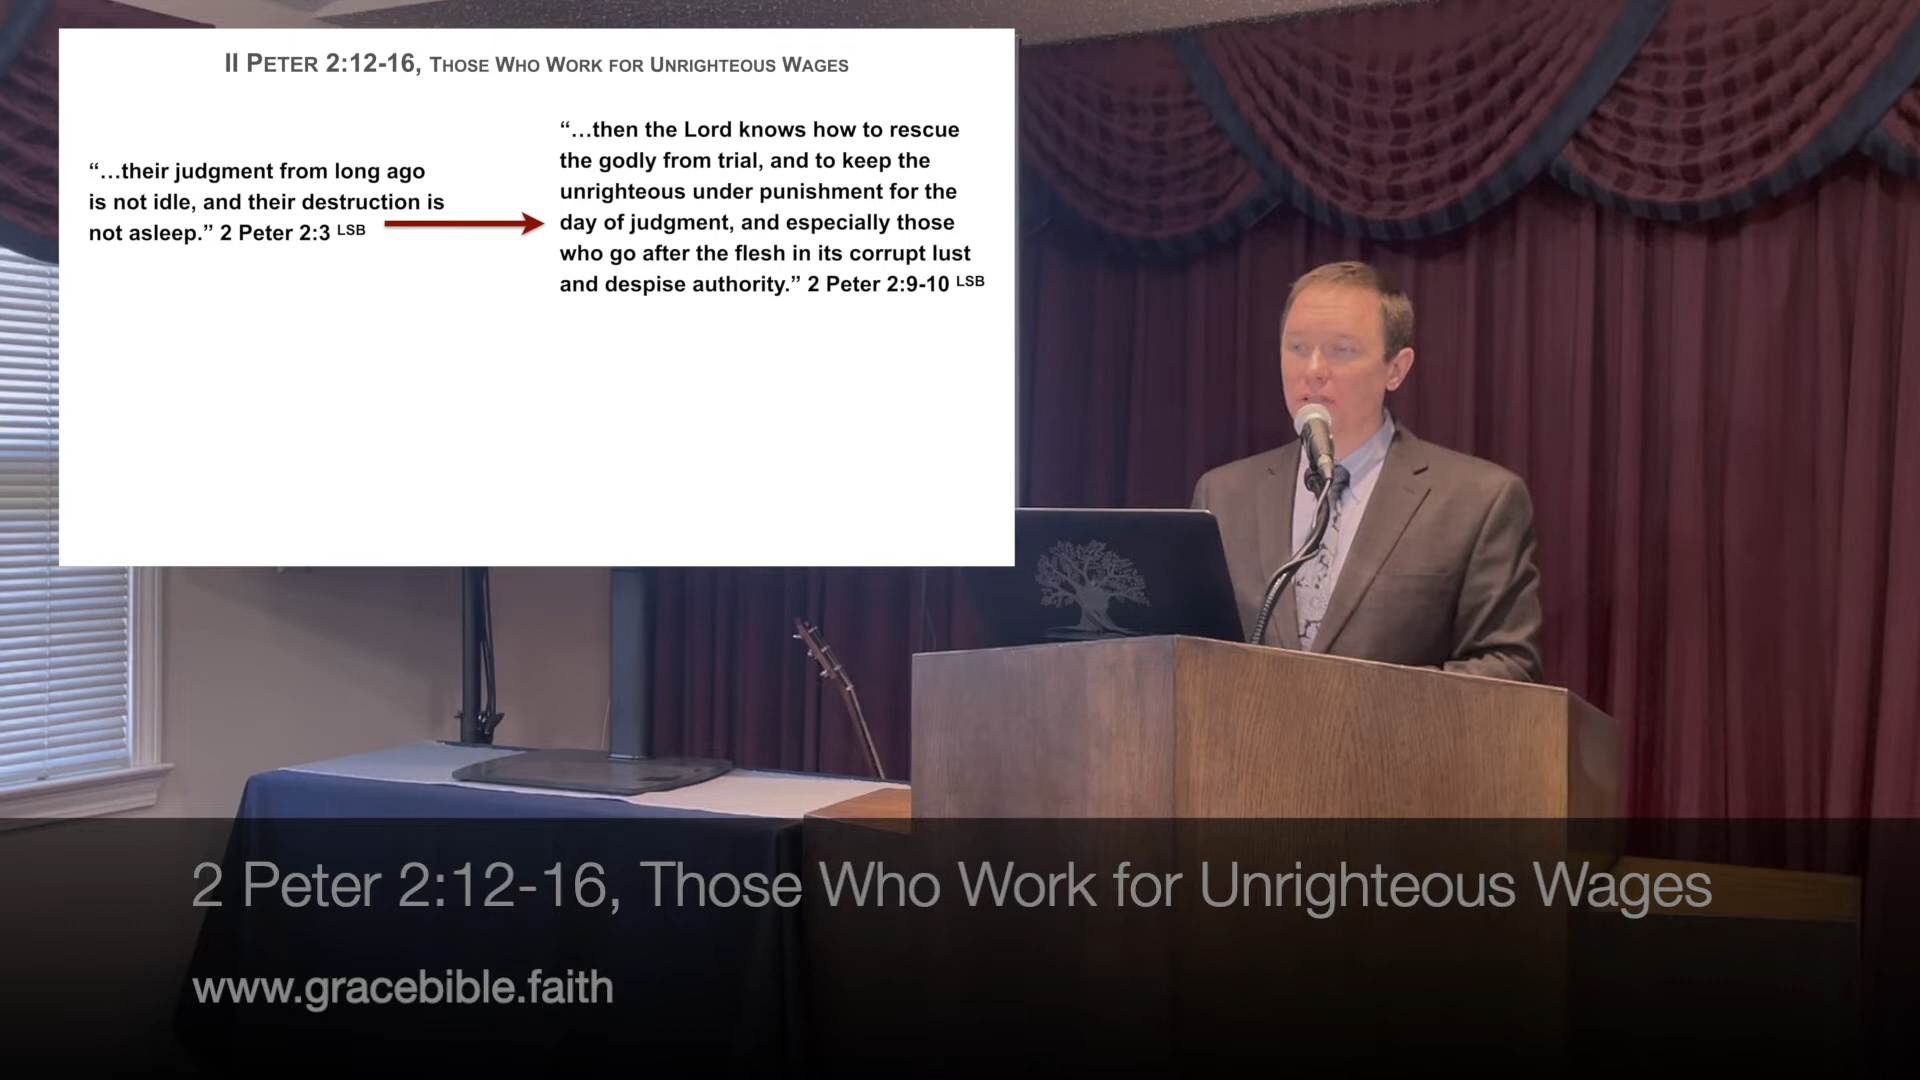 II Peter 2:12-16, Those Who Work for Unrighteous Wages
“…their judgment from long ago
is not idle, and their destruction is
not asleep.” 2 Peter 2:3 LSB
“…then the Lord knows how to rescue
the godly from trial, and to keep the
unrighteous under punishment for the
day of judgment, and especially those
who go after the flesh in its corrupt lust
and despise authority.” 2 Peter 2:9-10 LSB
2 Peter 2:12-16, Those Who Work for Unrighteous Wages
www.gracebible.faith